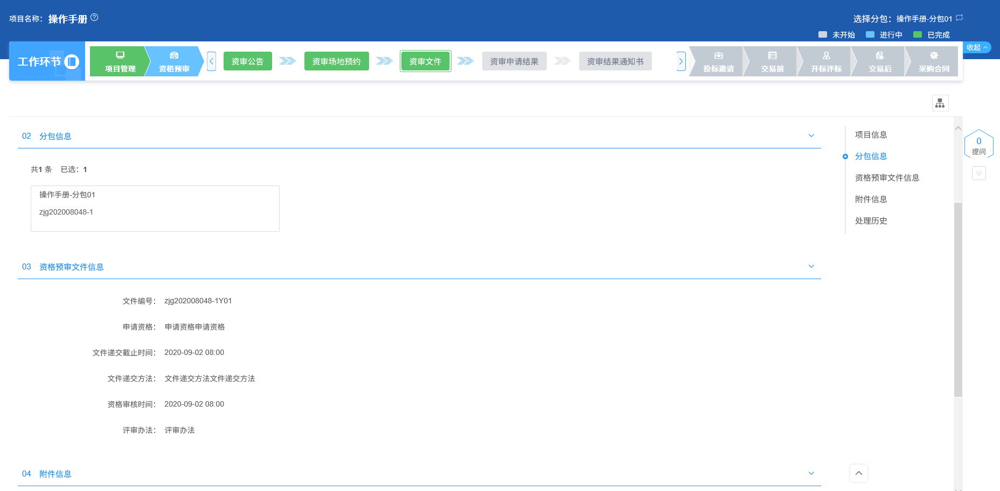 项目名称： 操作手册
选择分包： 操作手册-分包01
未开始 进行中 已完成
收起
工作环节
项目管理 资格预审
资审公告 资审场地预约 资审文件 资审申请结果 资审结果通知书
投标邀请 交易前 开标评标 交易后 采购合同
02 分包信息
共1 条 已选：1
操作手册-分包01
zjg202008048-1
03 资格预审文件信息
文件编号： zjg202008048-1Y01
申请资格： 申请资格申请资格
文件递交截止时间： 2020-09-02 08:00
文件递交方法： 文件递交方法文件递交方法
资格审核时间： 2020-09-02 08:00
评审办法： 评审办法
04 附件信息
项目信息
分包信息
资格预审文件信息
附件信息
处理历史
0
提问